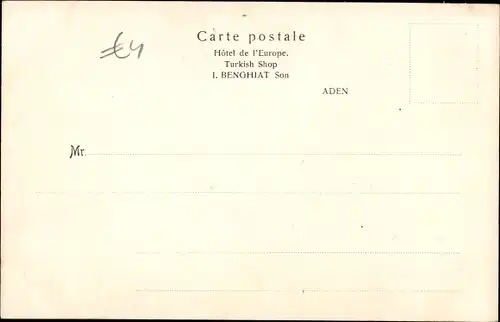 £4
Carte postale
Hôtel de l'Europe.
Turkish Shop
I. BENGHIAT Son
ADEN
Mr.